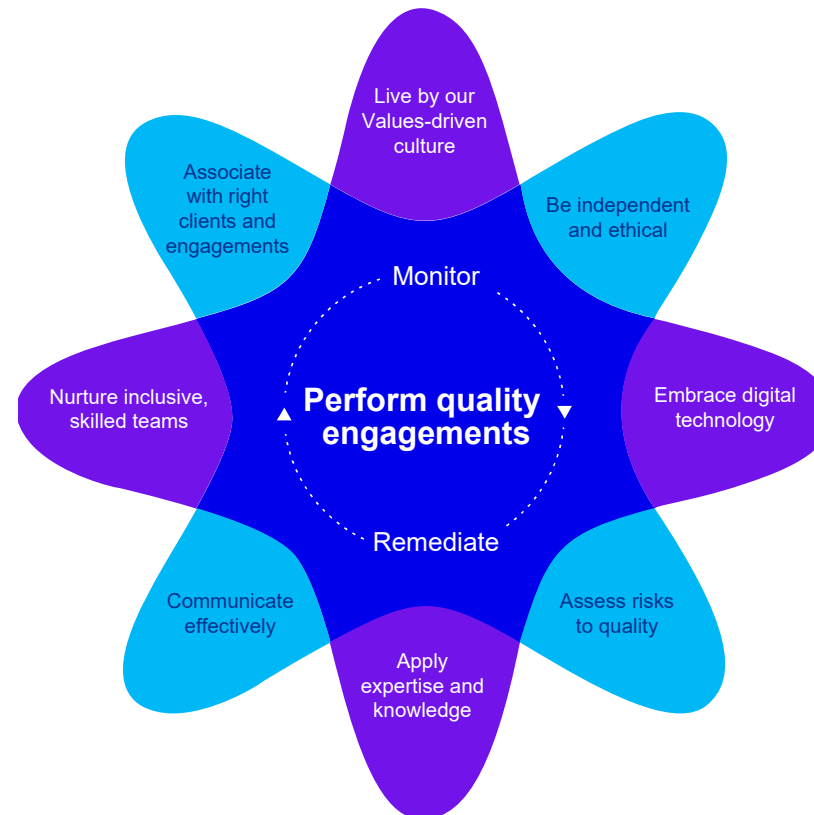 Live by our
Values-driven
culture
Associate
with right
clients and
engagements
Be independent
and ethical
Monitor
Nurture inclusive,
skilled teams
Perform quality
engagements
Embrace digital
technology
Remediate
Communicate
effectively
Assess risks
to quality
Apply
expertise and
knowledge